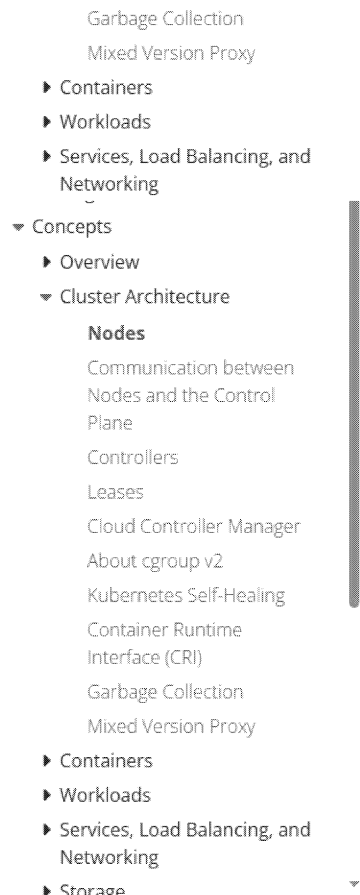 Garbage Collection
Mixed Version Proxy
Containers
Workloads
Services, Load Balancing, and
Networking
Concepts
Overview
Cluster Architecture
Nodes
Communication between
Nodes and the Control
Plane
Controllers
Leases
Cloud Controller Manager
About cgroup v2
Kubernetes Self-Healing
Container Runtime
Interface (CRI)
Garbage Collection
Mixed Version Proxy
Containers
Workloads
Services, Load Balancing, and
Networking
Storage